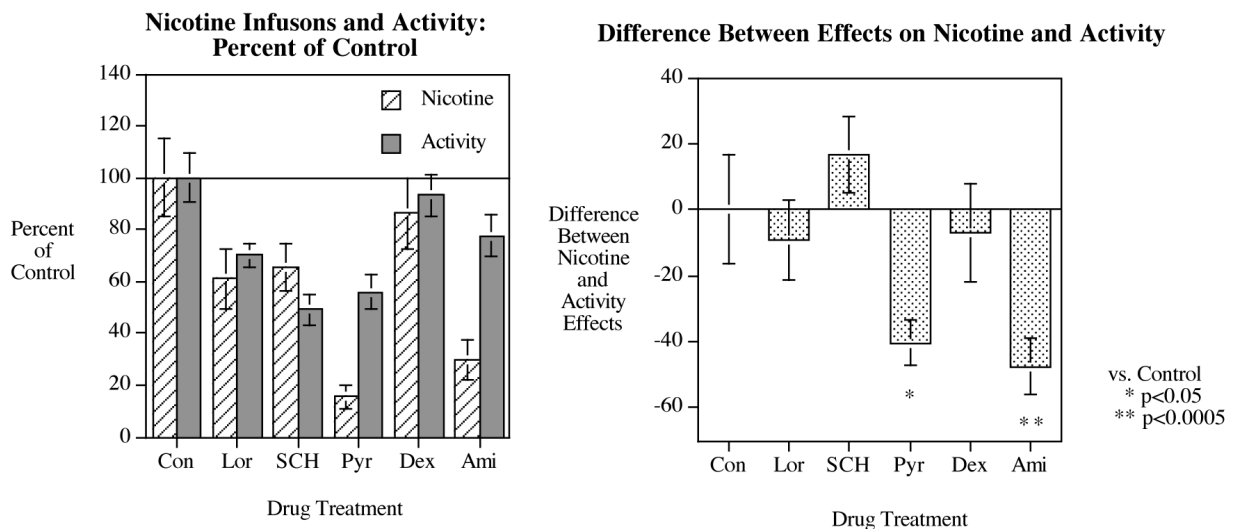 Nicotine Infusons and Activity:
Percent of Control
140
120
100
80
60
40
20
0
Percent
of
Control
Nicotine
Activity
Con Lor SCH Pyr Dex Ami
Drug Treatment
Difference Between Effects on Nicotine and Activity
40
20
0
-20
-40
-60
Difference
Between
Nicotine
and
Activity
Effects
*
**
Con Lor SCH Pyr Dex Ami
Drug Treatment
vs. Control
* p<0.05
** p<0.0005